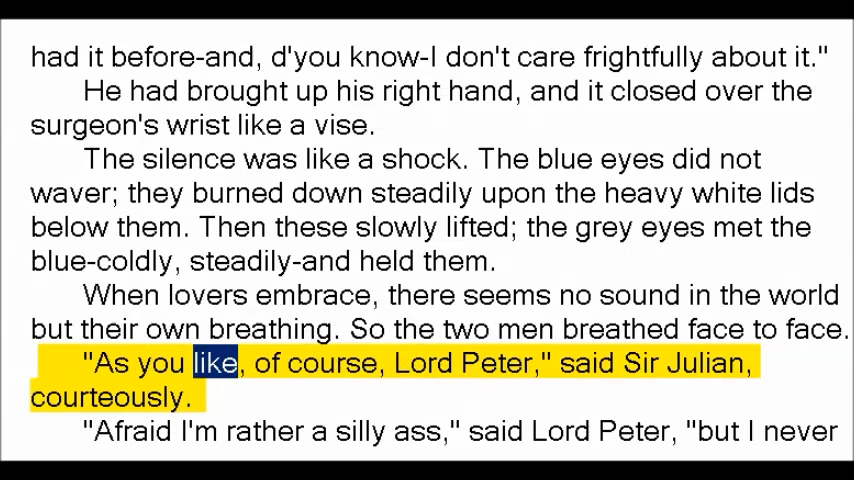 had it before-and, d'you know-I don't care frightfully about it."
He had brought up his right hand, and it closed over the
surgeon's wrist like a vise.
The silence was like a shock. The blue eyes did not
waver; they burned down steadily upon the heavy white lids
below them. Then these slowly lifted; the grey eyes met the
blue-coldly, steadily-and held them.
When lovers embrace, there seems no sound in the world
but their own breathing. So the two men breathed face to face.
"As you like, of course, Lord Peter," said Sir Julian,
courteously.
"Afraid I'm rather a silly ass," said Lord Peter, "but I never